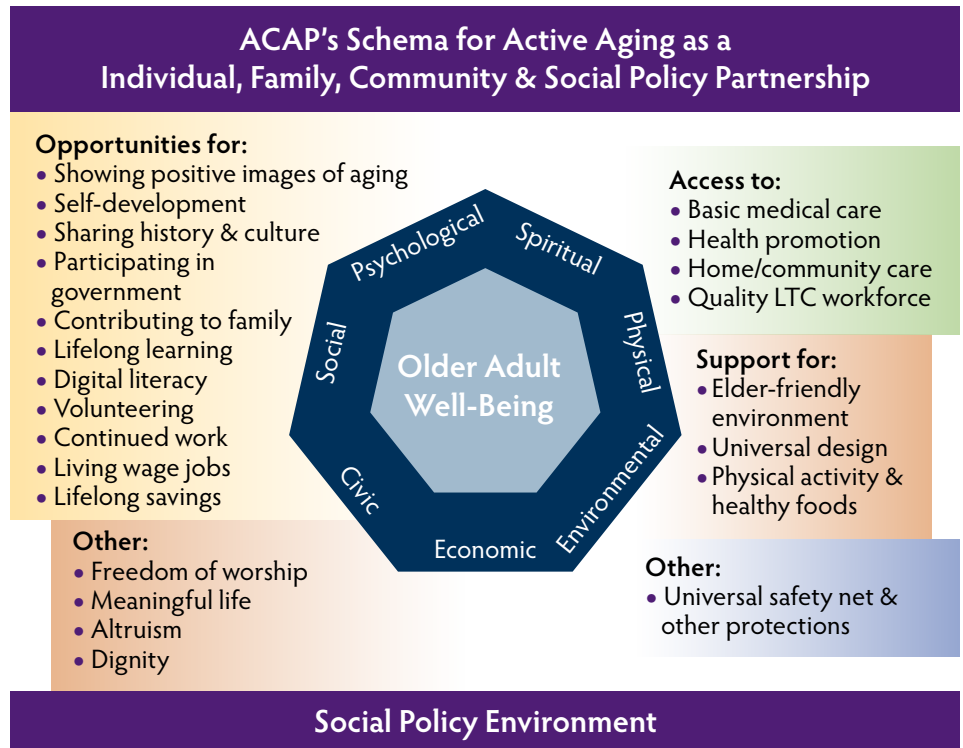 ACAP's Schema for Active Aging as a
Individual, Family, Community & Social Policy Partnership
Opportunities for:
• Showing positive images of aging
• Self-development
• Sharing history & culture
• Participating in
government
• Contributing to family
• Lifelong learning
• Digital literacy
• Volunteering
• Continued work
• Living wage jobs
• Lifelong savings
Other:
• Freedom of worship
• Meaningful life
• Altruism
• Dignity
Psychological
Spiritual
Physical
Environmental
Economic
Civic
Social
Older Adult
Well-Being
Access to:
• Basic medical care
• Health promotion
• Home/community care
• Quality LTC workforce
Support for:
• Elder-friendly
environment
• Universal design
• Physical activity &
healthy foods
Other:
• Universal safety net &
other protections
Social Policy Environment